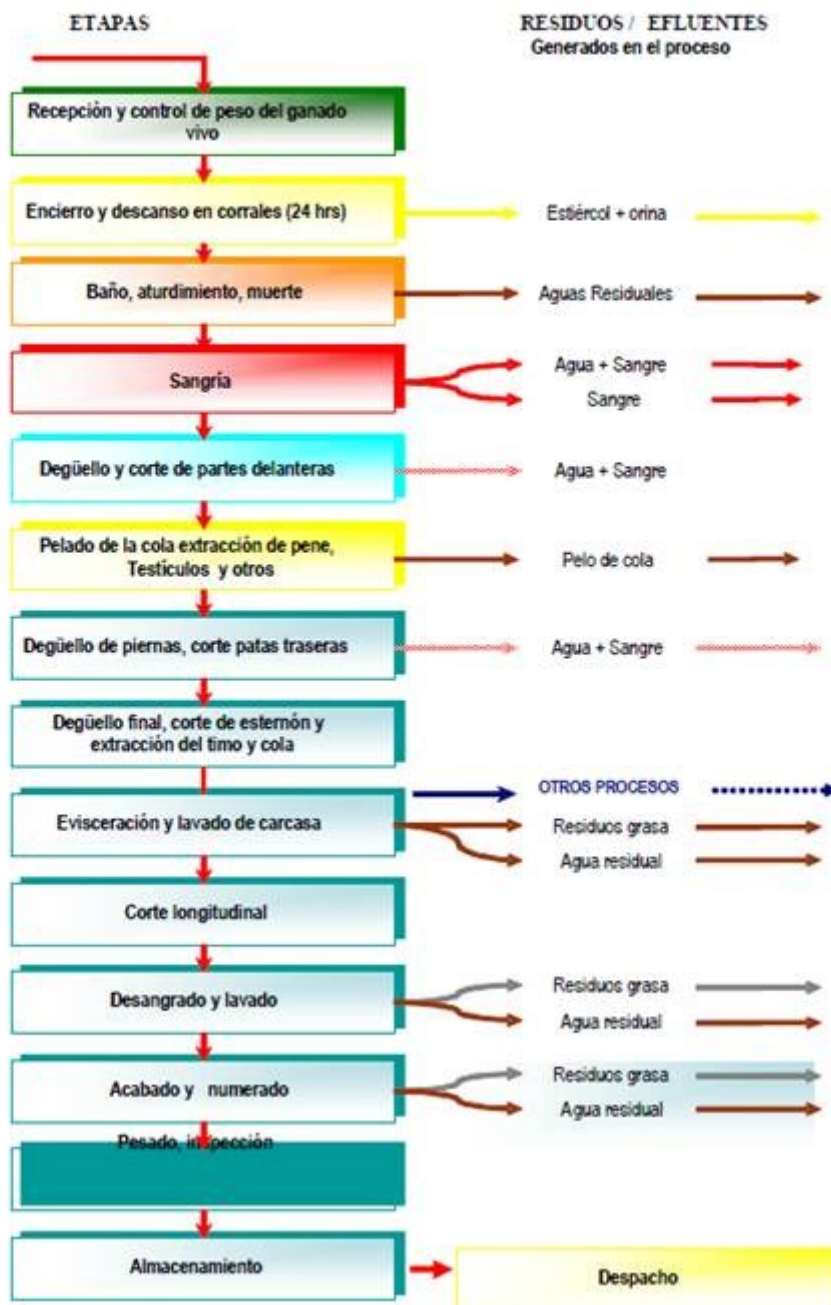 ETAPAS
RESIDUOS / EFLUENTES
Generados en el proceso
Recepción y control de peso del ganado
vivo
Encierro y descanso en corrales (24 hrs)
Estiércol + orina
Baño, aturdimiento, muerte
Aguas Residuales
Sangría
Agua + Sangre
Sangre
Degüello y corte de partes delanteras
Agua + Sangre
Pelado de la cola extracción de pene,
Testículos y otros
Pelo de cola
Degüello de piernas, corte patas traseras
Agua + Sangre
Degüello final, corte de esternón y
extracción del timo y cola
OTROS PROCESOS
Evisceración y lavado de carcasa
Residuos grasa
Agua residual
Corte longitudinal
Desangrado y lavado
Residuos grasa
Agua residual
Acabado y numerado
Residuos grasa
Agua residual
Pesado, inspección
Almacenamiento
Despacho